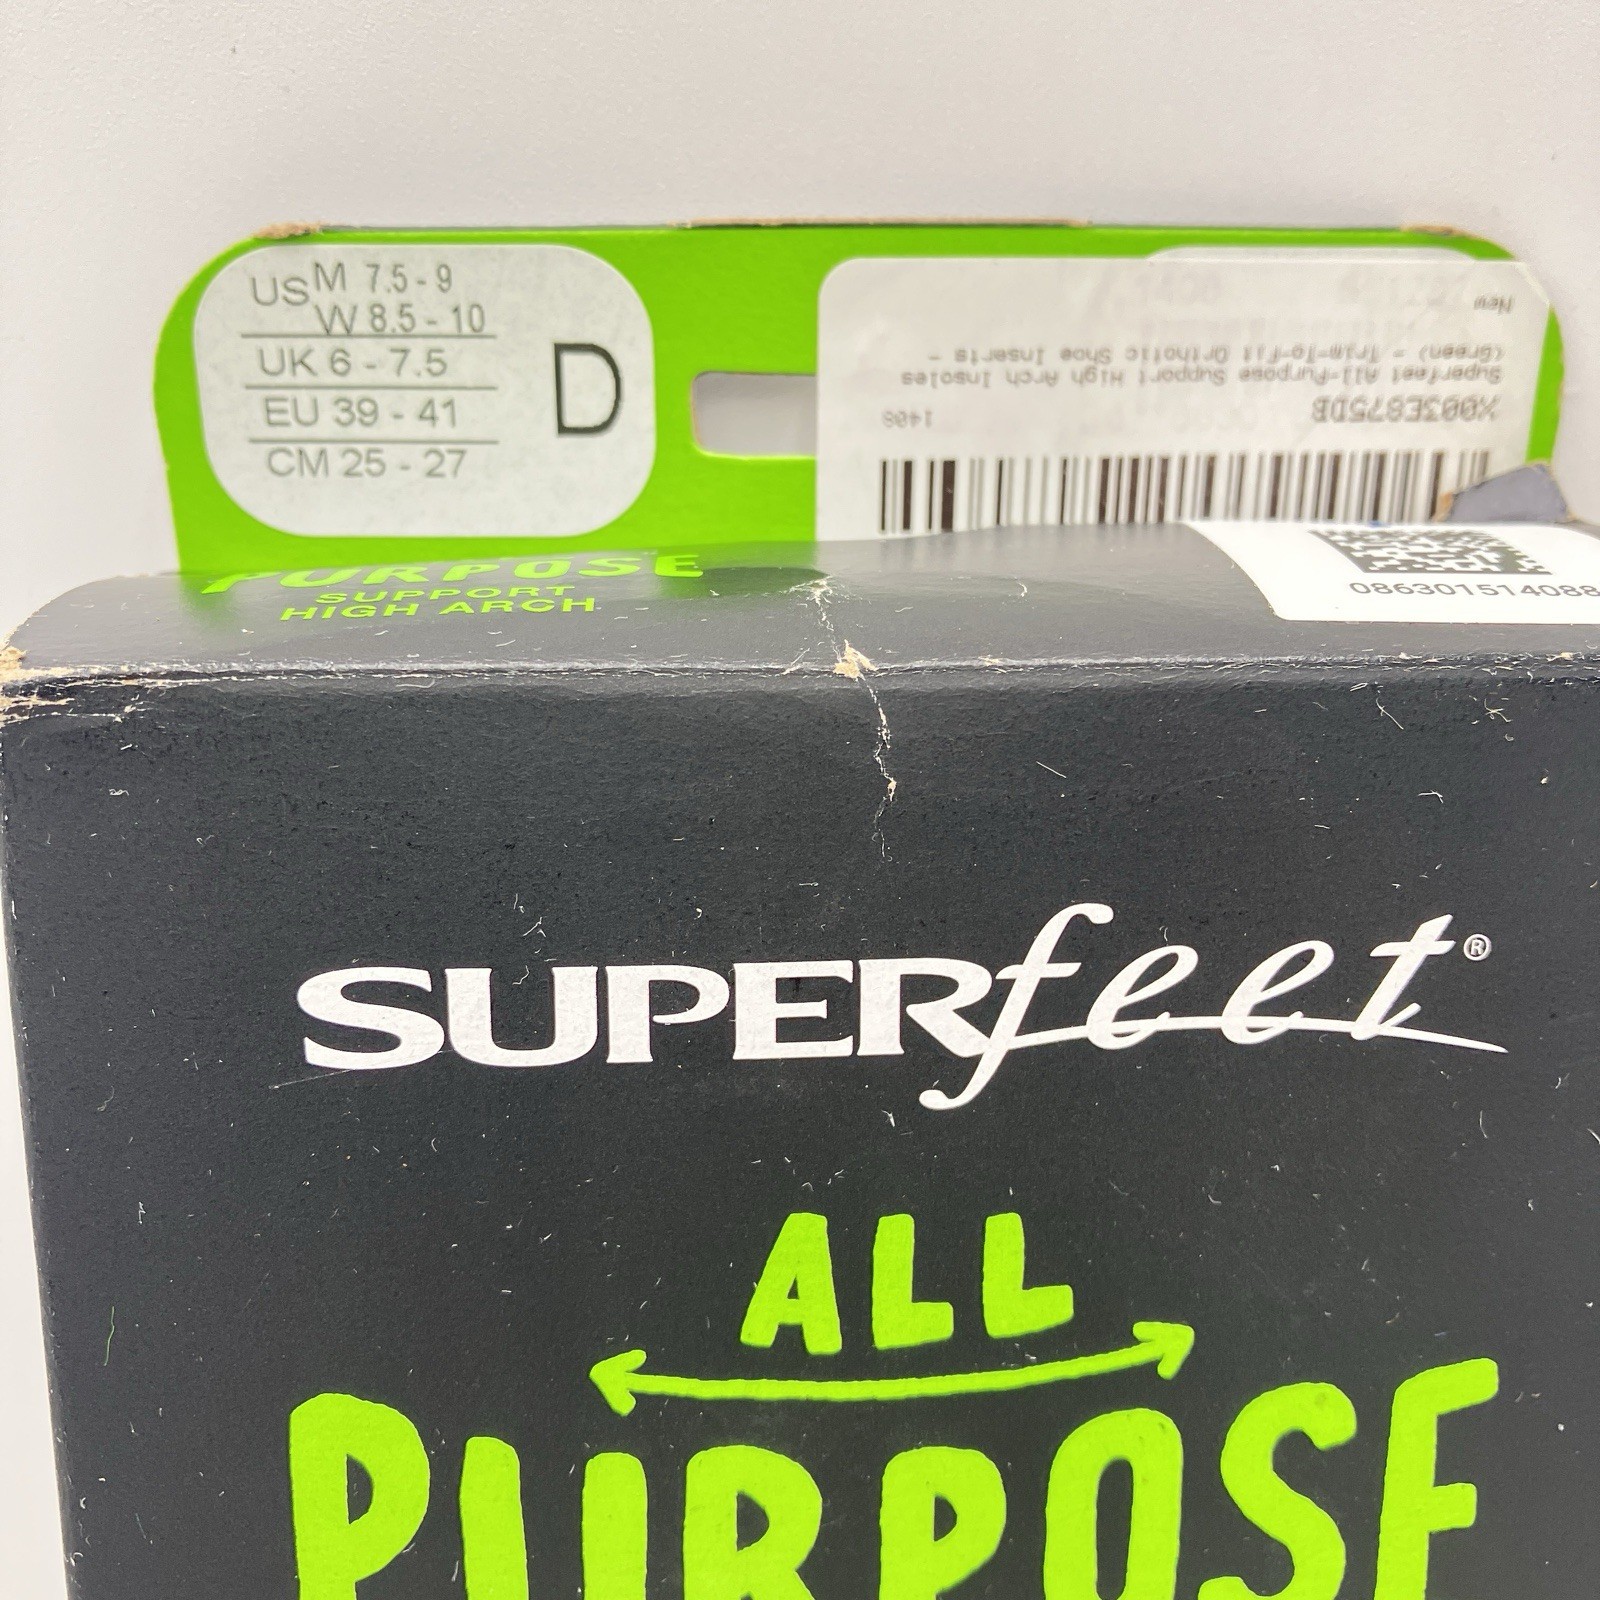 US M 7.5 - 9
W 8.5 - 10
UK 6 - 7.5
EU 39 - 41
CM 25 - 27
D
X003E875DB
1408
Superfeet All-Purpose Support High Arch Insoles
(Green) - Trim-To-Fit Orthotic Shoe Inserts -
New
PURPOSE
SUPPORT
HIGH ARCH
086301514088
SUPERfeet®
ALL
PURPOSE